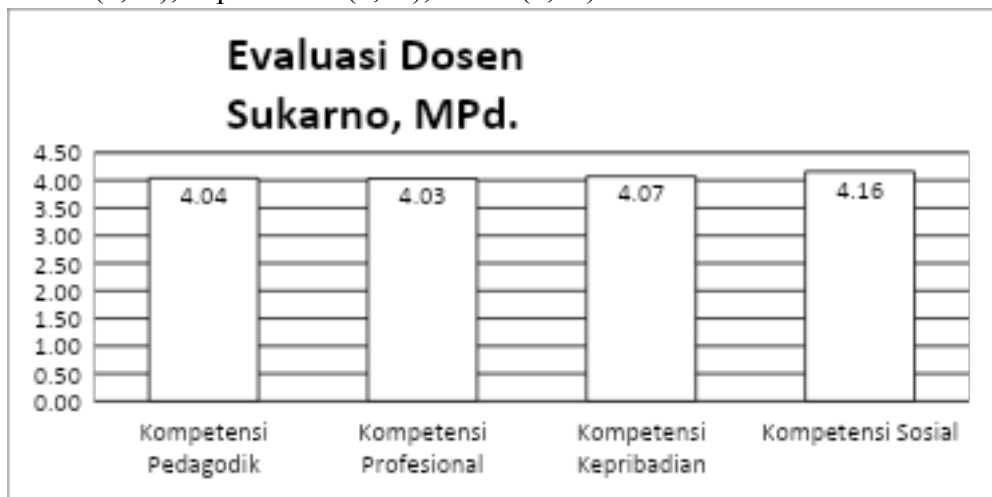 Evaluasi Dosen
Sukarno, MPd.
4.50
4.00
3.50
3.00
2.50
2.00
1.50
1.00
0.50
0.00
4.04
4.03
4.07
4.16
Kompetensi
Pedagodik
Kompetensi
Profesional
Kompetensi
Kepribadian
Kompetensi Sosial